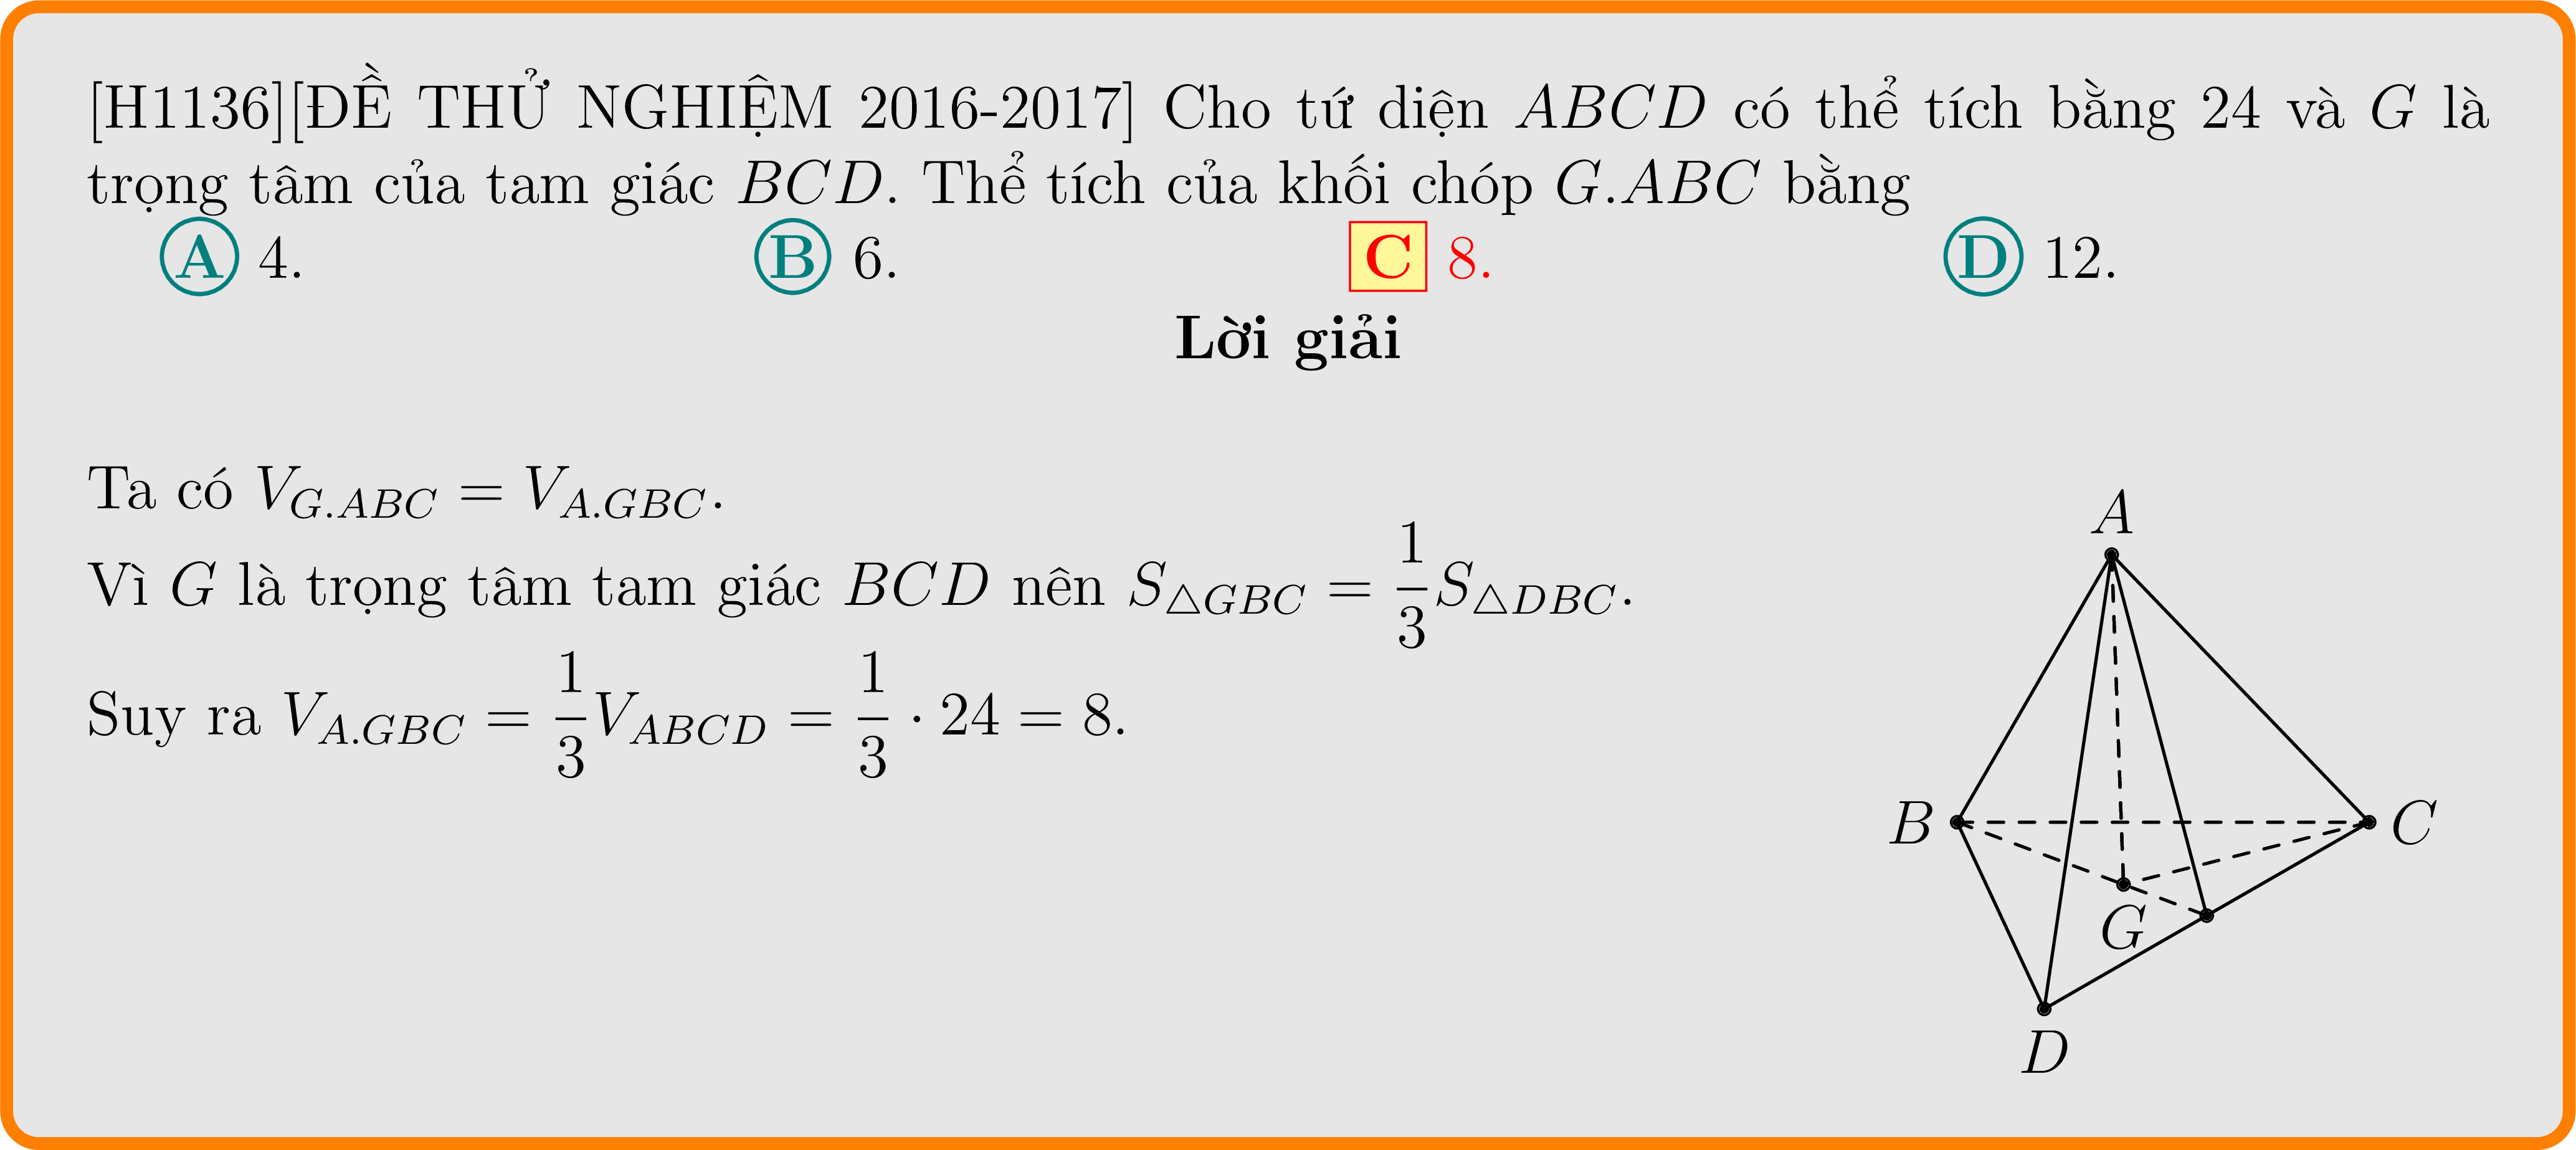 [H1136][ĐỀ THỬ NGHIỆM 2016-2017] Cho tứ diện ABCD có thể tích bằng 24 và G là
trọng tâm của tam giác BCD. Thể tích của khối chóp G.ABC bằng
A 4. B 6. C 8. D 12.
Lời giải
Ta có V_{G.ABC} = V_{A.GBC}.
Vì G là trọng tâm tam giác BCD nên S_{△GBC} = \frac{1}{3} S_{△DBC}.
Suy ra V_{A.GBC} = \frac{1}{3} V_{ABCD} = \frac{1}{3} · 24 = 8.
A
B
C
G
D